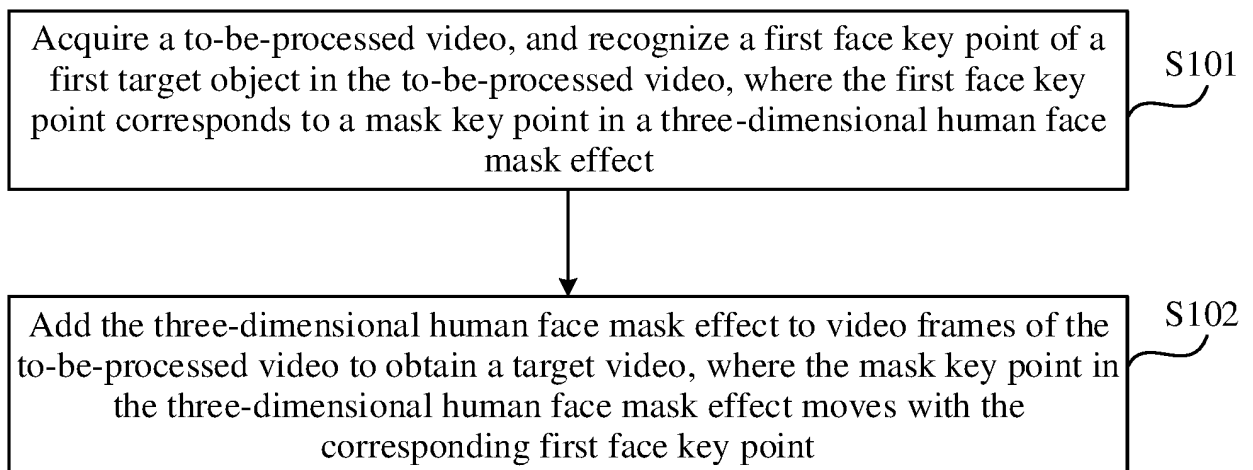 Acquire a to-be-processed video, and recognize a first face key point of a
first target object in the to-be-processed video, where the first face key
point corresponds to a mask key point in a three-dimensional human face
mask effect
S101
Add the three-dimensional human face mask effect to video frames of the
to-be-processed video to obtain a target video, where the mask key point in
the three-dimensional human face mask effect moves with the
corresponding first face key point
S102